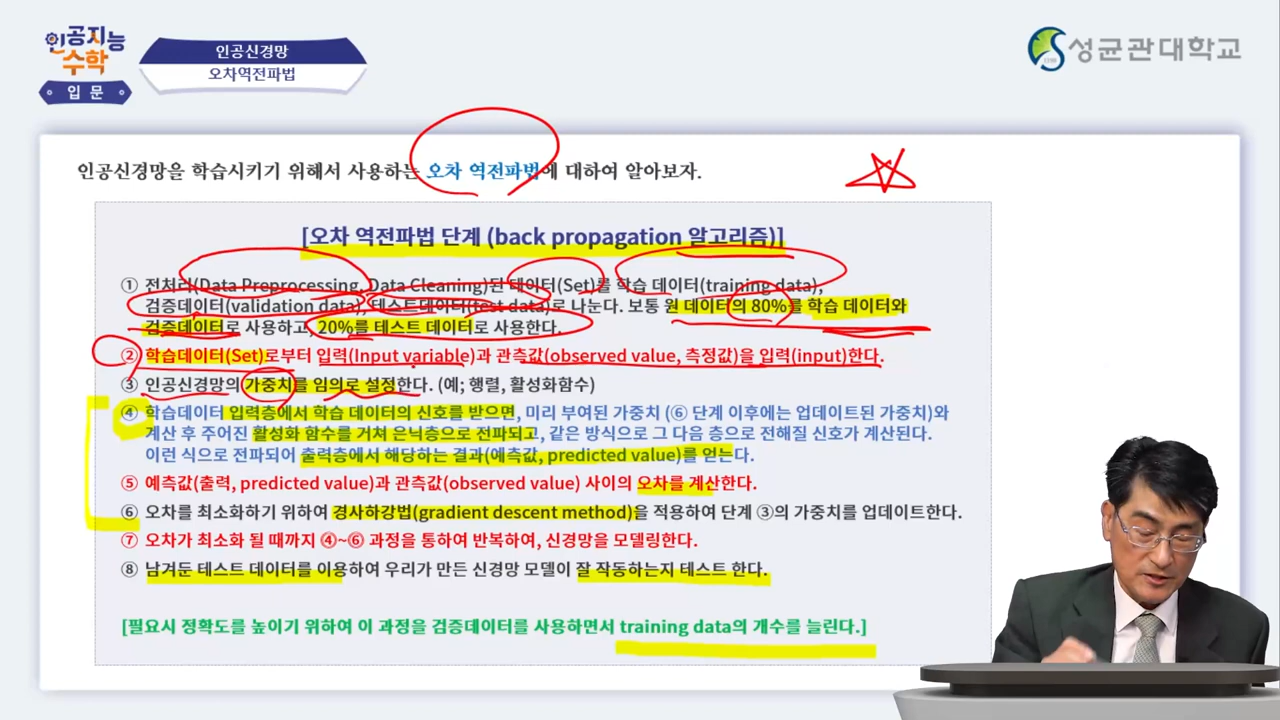 인공지능
수학
입문
인공신경망
오차역전파법
성균관대학교
인공신경망을 학습시키기 위해서 사용하는 오차 역전파법에 대하여 알아보자.
[오차 역전파법 단계 (back propagation 알고리즘)]
① 전처리(Data Preprocessing, Data Cleaning)된 데이터(Set)를 학습 데이터(training data),
검증데이터(validation data), 테스트데이터(test data)로 나눈다. 보통 원 데이터의 80%를 학습 데이터와
검증데이터로 사용하고, 20%를 테스트 데이터로 사용한다.
② 학습데이터(Set)로부터 입력(Input variable)과 관측값(observed value, 측정값)을 입력(input)한다.
③ 인공신경망의 가중치를 임의로 설정한다. (예; 행렬, 활성화함수)
④ 학습데이터 입력층에서 학습 데이터의 신호를 받으면, 미리 부여된 가중치 (⑥ 단계 이후에는 업데이트된 가중치)와
계산 후 주어진 활성화 함수를 거쳐 은닉층으로 전파되고, 같은 방식으로 그 다음 층으로 전해질 신호가 계산된다.
이런 식으로 전파되어 출력층에서 해당하는 결과(예측값, predicted value)를 얻는다.
⑤ 예측값(출력, predicted value)과 관측값(observed value) 사이의 오차를 계산한다.
⑥ 오차를 최소화하기 위하여 경사하강법(gradient descent method)을 적용하여 단계 ③의 가중치를 업데이트한다.
⑦ 오차가 최소화 될 때까지 ④~⑥ 과정을 통하여 반복하여, 신경망을 모델링한다.
⑧ 남겨둔 테스트 데이터를 이용하여 우리가 만든 신경망 모델이 잘 작동하는지 테스트 한다.
[필요시 정확도를 높이기 위하여 이 과정을 검증데이터를 사용하면서 training data의 개수를 늘린다.]